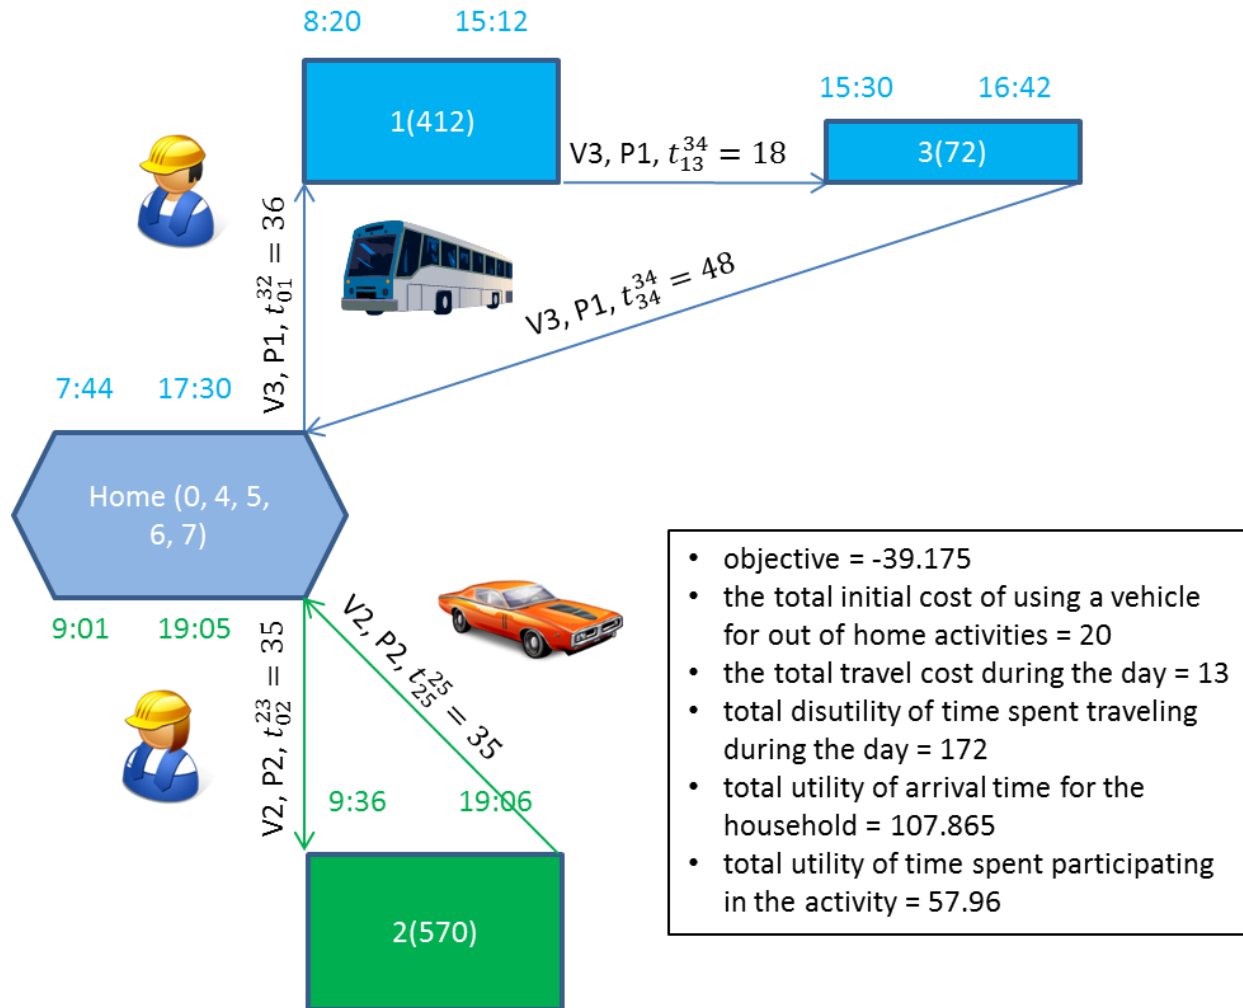 8:20 15:12
15:30 16:42
1(412)
3(72)
V3, P1, t_{13}^{34} = 18
V3, P1, t_{01}^{32} = 36
V3, P1, t_{34}^{34} = 48
7:44 17:30
Home (0, 4, 5,
6, 7)
9:01 19:05
V2, P2, t_{02}^{23} = 35
V2, P2, t_{25}^{25} = 35
9:36 19:06
2(570)
• objective = -39.175
• the total initial cost of using a vehicle
for out of home activities = 20
• the total travel cost during the day = 13
• total disutility of time spent traveling
during the day = 172
• total utility of arrival time for the
household = 107.865
• total utility of time spent participating
in the activity = 57.96